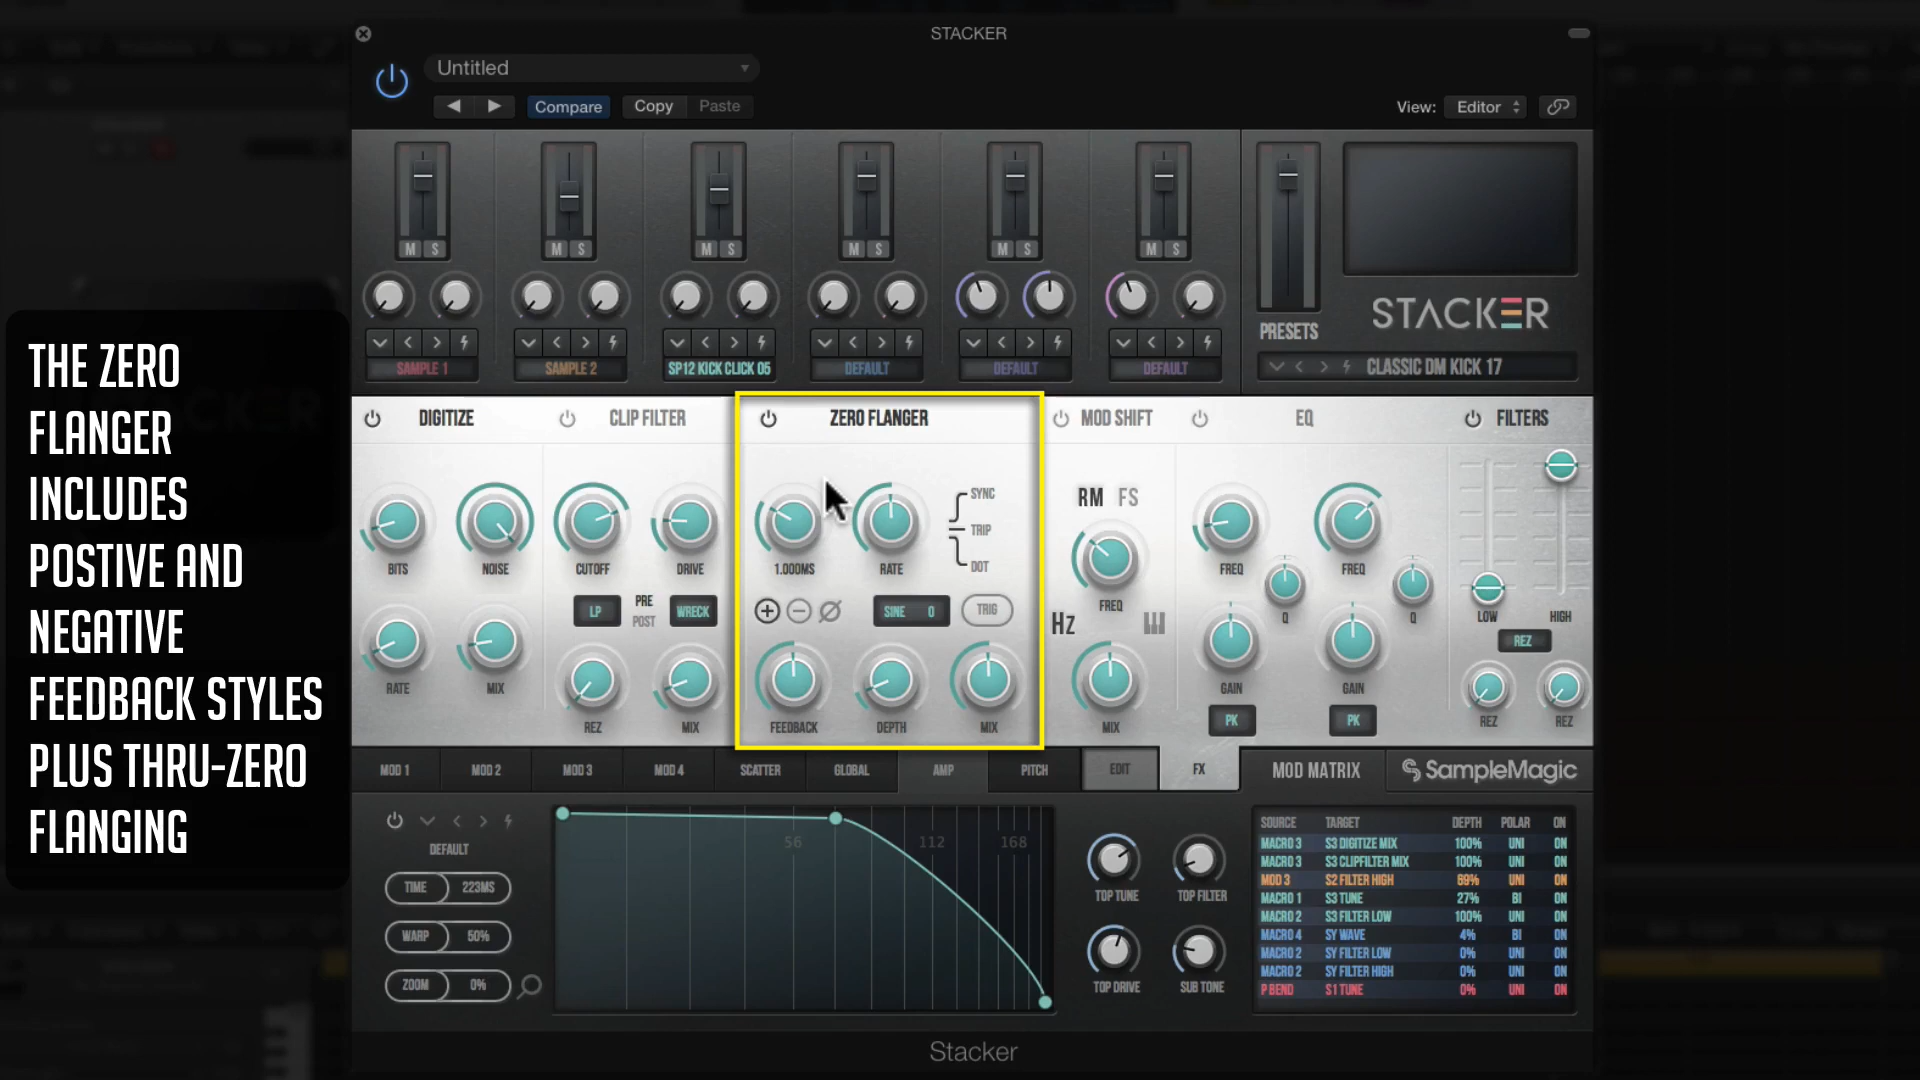 STACKER
Untitled
Compare Copy Paste
View: Editor
M S M S M S M S M S M S
STACKER
PRESETS
SAMPLE 1 SAMPLE 2 SP12 KICK CLICK 05 DEFAULT DEFAULT DEFAULT CLASSIC DM KICK 17
THE ZERO
FLANGER
INCLUDES
POSTIVE AND
NEGATIVE
FEEDBACK STYLES
PLUS THRU-ZERO
FLANGING
DIGITIZE CLIP FILTER ZERO FLANGER MOD SHIFT EQ FILTERS
SYNC
RM FS
TRIP
DOT
BITS NOISE CUTOFF DRIVE 1.000MS RATE FREQ FREQ FREQ
LP PRE POST WRECK SINE 0 TRIG Hz Q Q LOW HIGH
REZ
RATE MIX GAIN GAIN
REZ MIX FEEDBACK DEPTH MIX MIX PK PK REZ REZ
MOD 1 MOD 2 MOD 3 MOD 4 SCATTER GLOBAL AMP PITCH EDIT FX MOD MATRIX SampleMagic
DEFAULT
TIME 223MS
WARP 50%
ZOOM 0%
56 112 168
TOP TUNE TOP FILTER
TOP DRIVE SUB TONE
SOURCE TARGET DEPTH POLAR ON
MACRO 3 S3 DIGITIZE MIX 100% UNI ON
MACRO 3 S3 CLIPFILTER MIX 100% UNI ON
MOD 3 S2 FILTER HIGH 69% UNI ON
MACRO 1 S3 TUNE 27% BI ON
MACRO 2 S3 FILTER LOW 100% UNI ON
MACRO 4 SY WAVE 4% BI ON
MACRO 2 SY FILTER LOW 0% UNI ON
MACRO 2 SY FILTER HIGH 0% UNI ON
P BEND S1 TUNE 0% UNI ON
Stacker